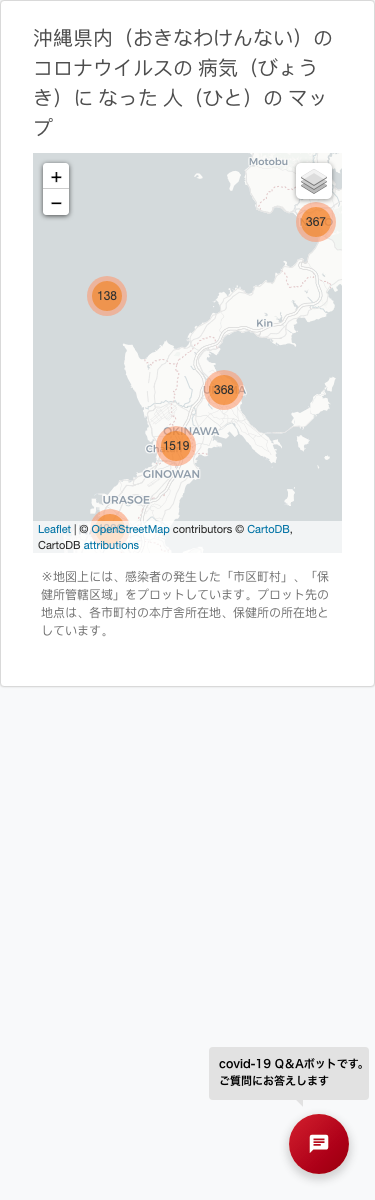 沖縄県内（おきなわけんない）の
コロナウイルスの 病気（びょう
き）に なった 人（ひと）の マッ
プ
Motobu
+
−
367
138
Kin
368
OKINAWA
1519
GINOWAN
URASOE
Leaflet | © OpenStreetMap contributors © CartoDB,
CartoDB attributions
※地図上には、感染者の発生した「市区町村」、「保
健所管轄区域」をプロットしています。プロット先の
地点は、各市町村の本庁舎所在地、保健所の所在地と
しています。
covid-19 Q&Aボットです。
ご質問にお答えします